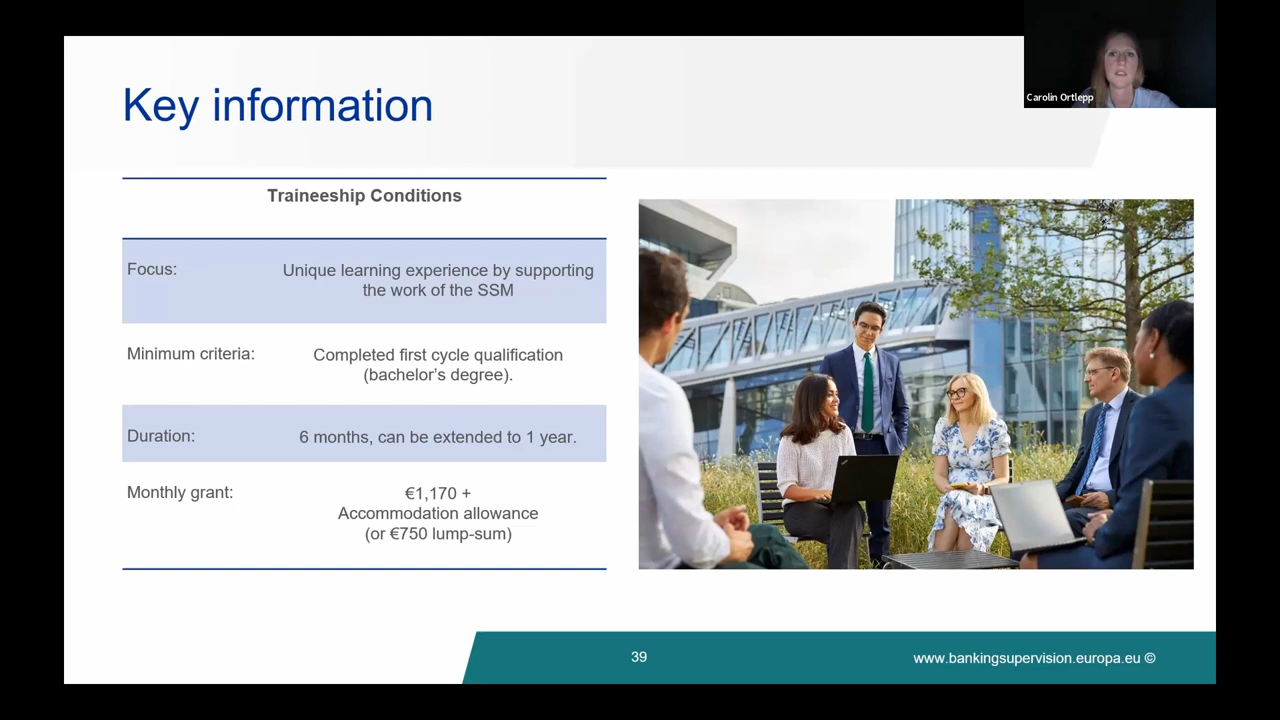 Carolin Ortlepp
Key information
Traineeship Conditions
Focus:
Unique learning experience by supporting
the work of the SSM
Minimum criteria:
Completed first cycle qualification
(bachelor’s degree).
Duration:
6 months, can be extended to 1 year.
Monthly grant:
€1,170 +
Accommodation allowance
(or €750 lump-sum)
39
www.bankingsupervision.europa.eu ©